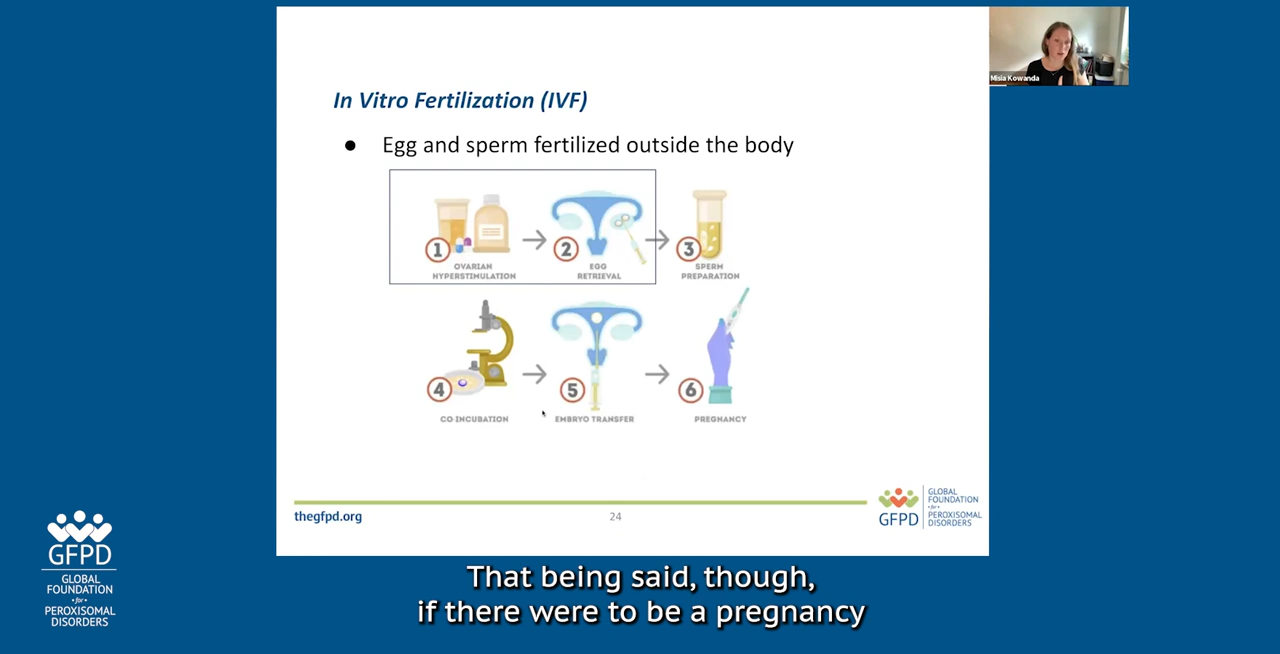 Misia Kowanda
In Vitro Fertilization (IVF)
● Egg and sperm fertilized outside the body
1
OVARIAN
HYPERSTIMULATION
2
EGG
RETRIEVAL
3
SPERM
PREPARATION
4
CO INCUBATION
5
EMBRYO TRANSFER
6
PREGNANCY
thegfpd.org
24
GFPD
GLOBAL
FOUNDATION
for
PEROXISOMAL
DISORDERS
GFPD
GLOBAL
FOUNDATION
for
PEROXISOMAL
DISORDERS
That being said, though,
if there were to be a pregnancy